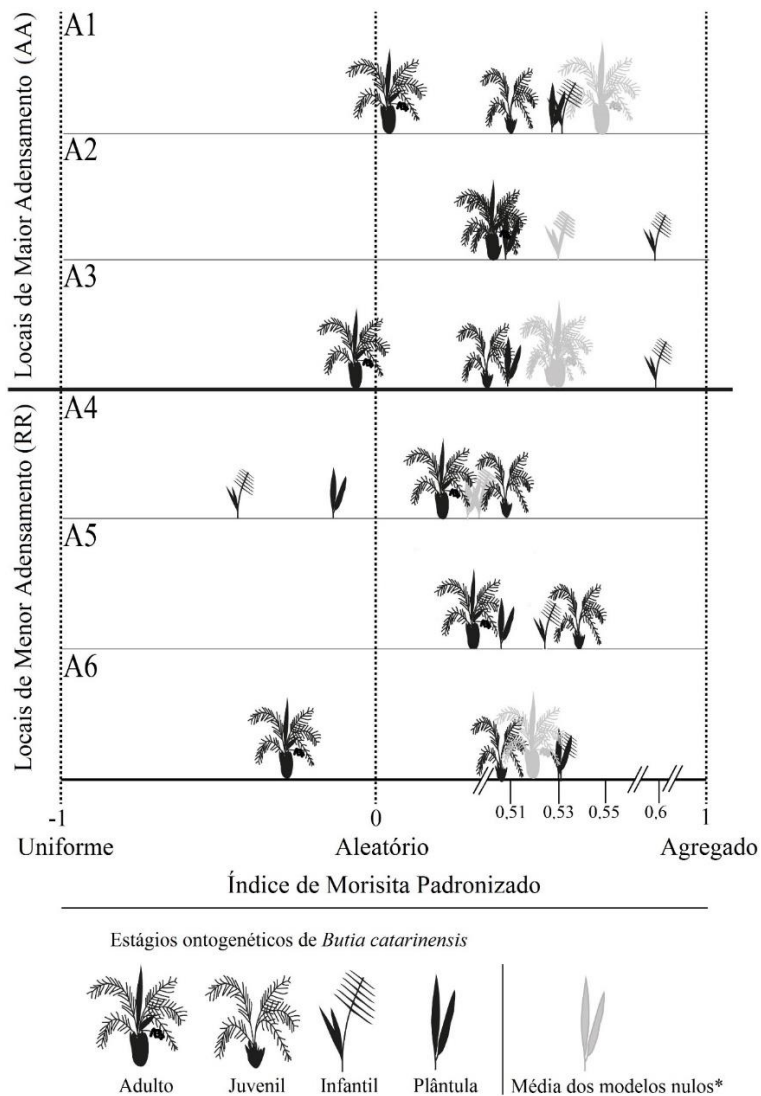 Locais de Maior Adensamento (AA)
A1
A2
A3
Locais de Menor Adensamento (RR)
A4
A5
A6
0,51 0,53 0,55 0,6
-1 0 1
Uniforme Aleatório Agregado
Índice de Morisita Padronizado
Estágios ontogenéticos de Butia catarinensis
Adulto Juvenil Infantil Plântula Média dos modelos nulos*